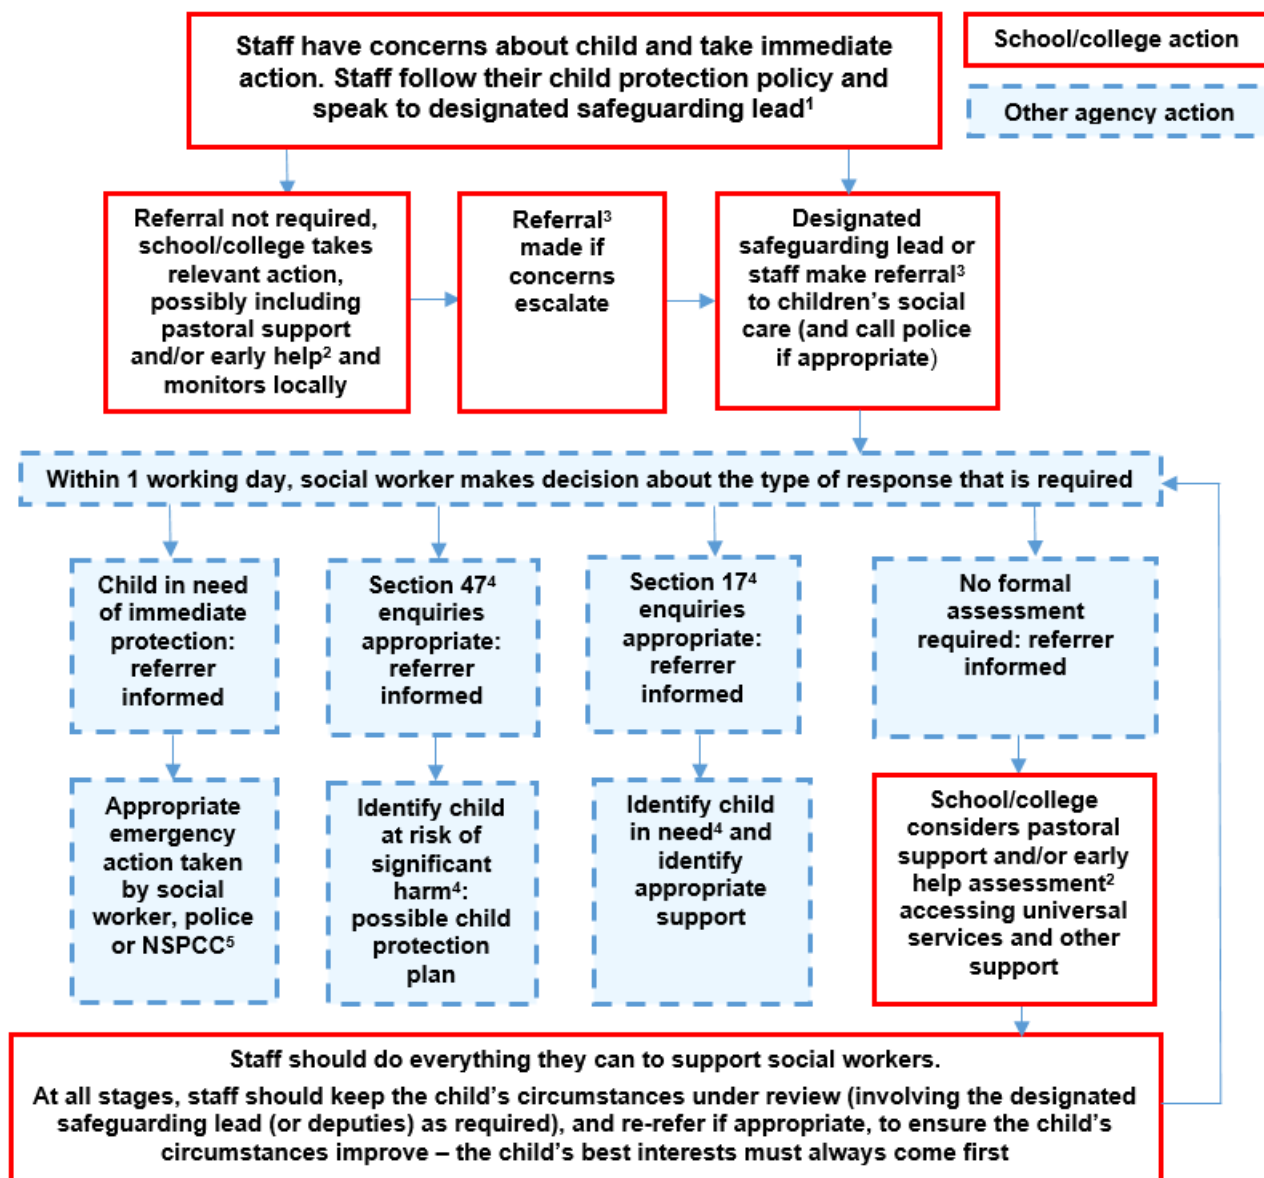 Staff have concerns about child and take immediate
action. Staff follow their child protection policy and
speak to designated safeguarding lead¹
School/college action
Other agency action
Referral not required,
school/college takes
relevant action,
possibly including
pastoral support
and/or early help² and
monitors locally
Referral³
made if
concerns
escalate
Designated
safeguarding lead or
staff make referral³
to children’s social
care (and call police
if appropriate)
Within 1 working day, social worker makes decision about the type of response that is required
Child in need
of immediate
protection:
referrer
informed
Section 47⁴
enquiries
appropriate:
referrer
informed
Section 17⁴
enquiries
appropriate:
referrer
informed
No formal
assessment
required: referrer
informed
Appropriate
emergency
action taken
by social
worker, police
or NSPCC⁵
Identify child
at risk of
significant
harm⁴:
possible child
protection
plan
Identify child
in need⁴ and
identify
appropriate
support
School/college
considers pastoral
support and/or early
help assessment²
accessing universal
services and other
support
Staff should do everything they can to support social workers.
At all stages, staff should keep the child’s circumstances under review (involving the designated
safeguarding lead (or deputies) as required), and re-refer if appropriate, to ensure the child’s
circumstances improve – the child’s best interests must always come first